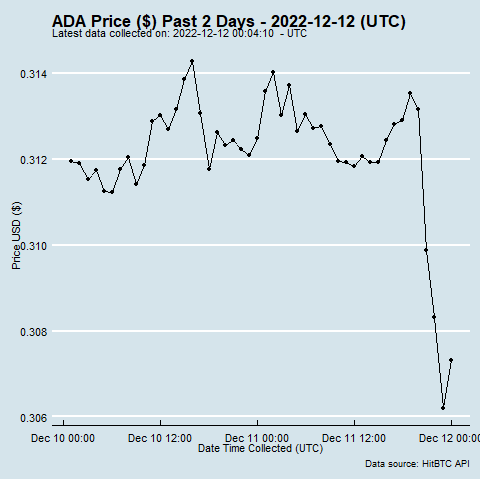 ADA Price ($) Past 2 Days - 2022-12-12 (UTC)
Latest data collected on: 2022-12-12 00:04:10 - UTC
0.314
0.312
0.310
0.308
0.306
Price USD ($)
Dec 10 00:00 Dec 10 12:00 Dec 11 00:00 Dec 11 12:00 Dec 12 00:00
Date Time Collected (UTC)
Data source: HitBTC API